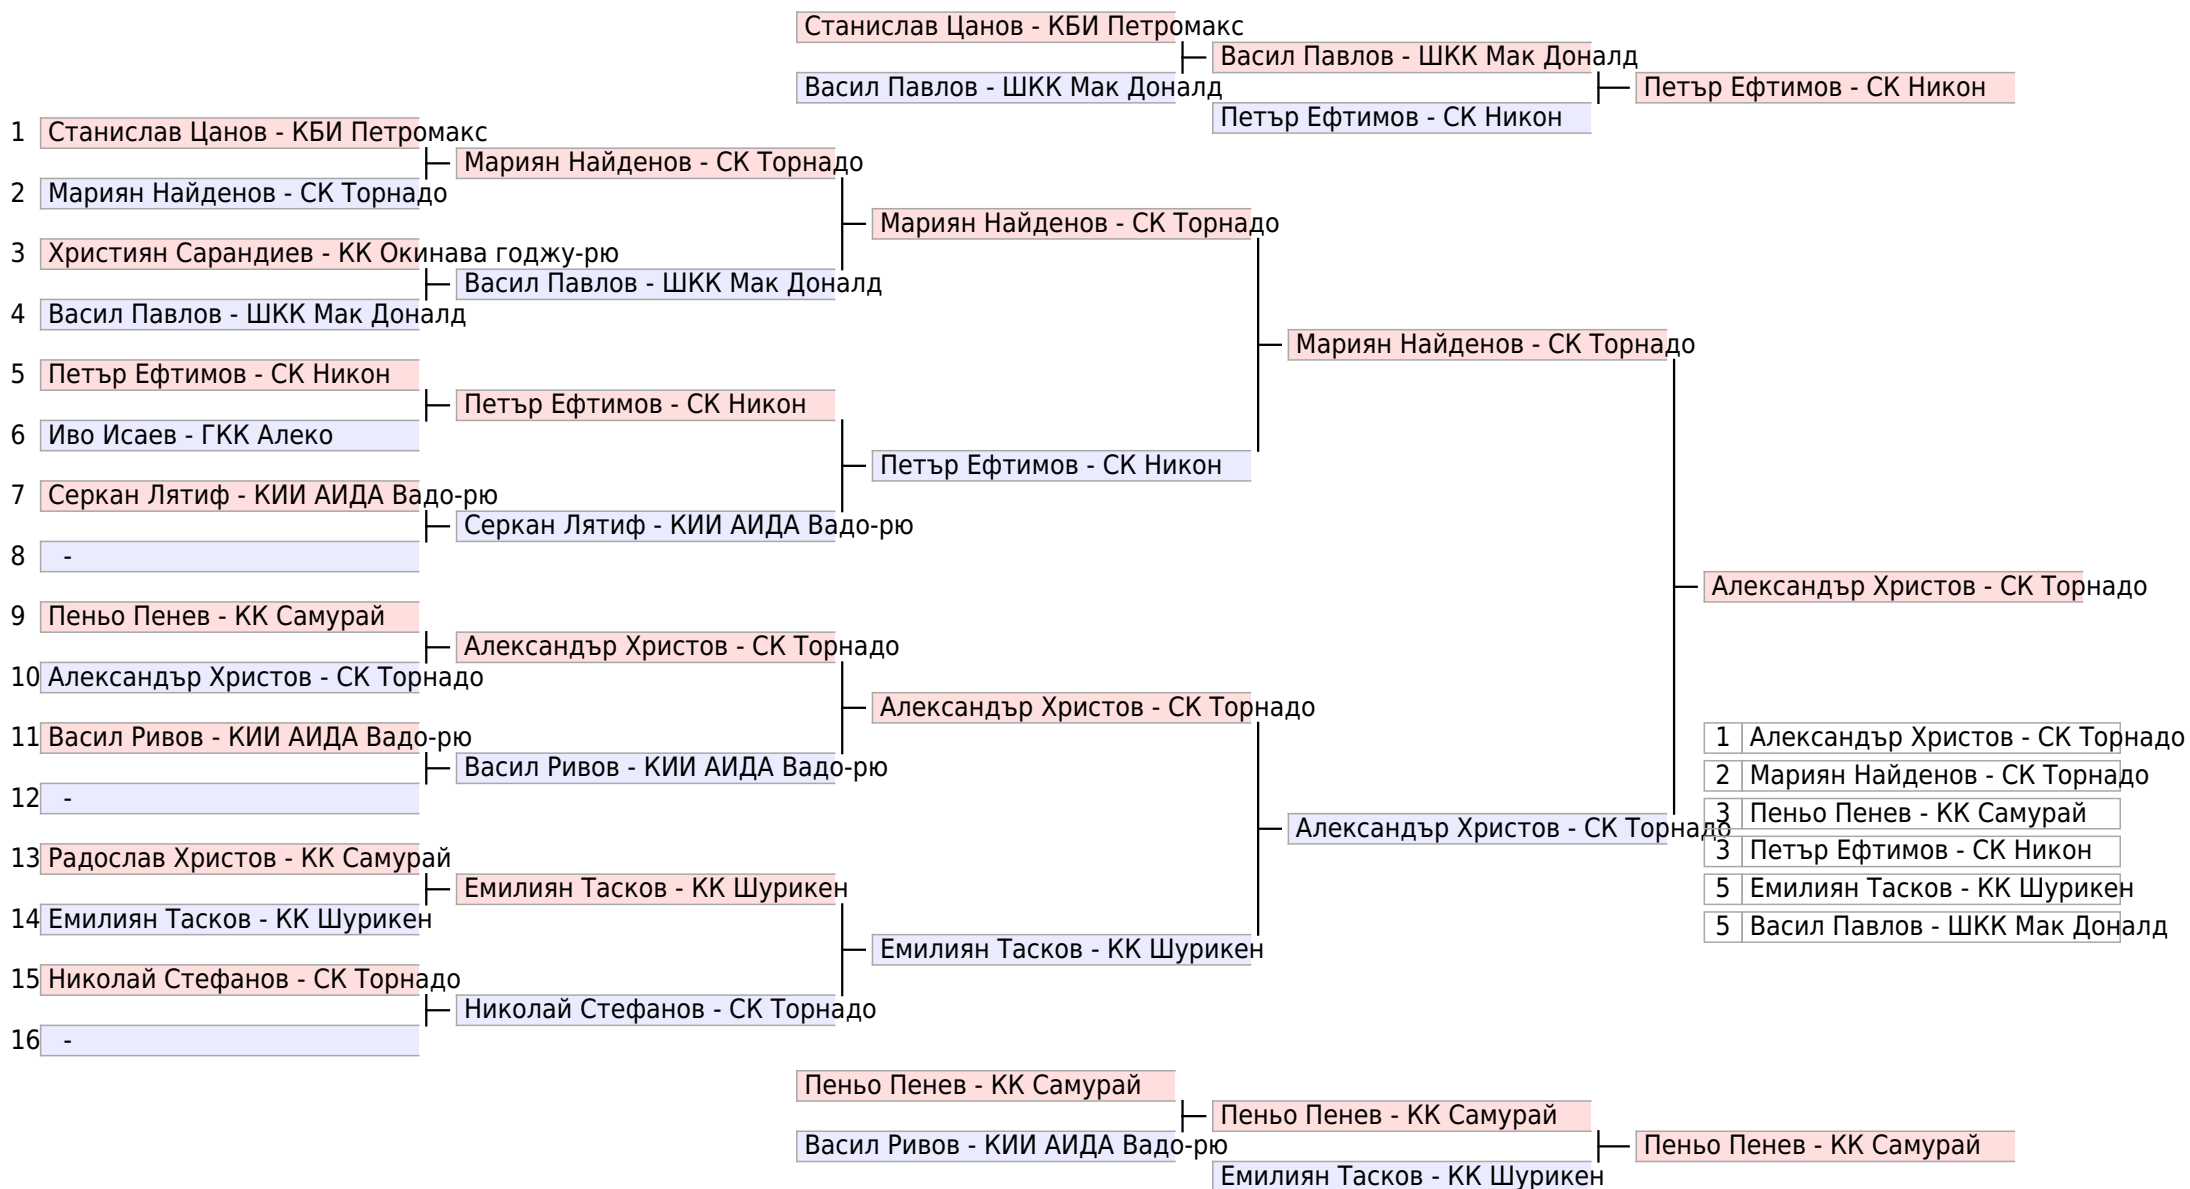 Станислав Цанов - КБИ Петромакс
Васил Павлов - ШКК Мак Доналд
Васил Павлов - ШКК Мак Доналд
Петър Ефтимов - СК Никон
Петър Ефтимов - СК Никон
1 Станислав Цанов - КБИ Петромакс
Мариян Найденов - СК Торнадо
2 Мариян Найденов - СК Торнадо
Мариян Найденов - СК Торнадо
3 Християн Сарандиев - КК Окинава годжу-рю
Васил Павлов - ШКК Мак Доналд
4 Васил Павлов - ШКК Мак Доналд
Мариян Найденов - СК Торнадо
5 Петър Ефтимов - СК Никон
Петър Ефтимов - СК Никон
6 Иво Исаев - ГКК Алеко
Петър Ефтимов - СК Никон
7 Серкан Лятиф - КИИ АИДА Вадо-рю
Серкан Лятиф - КИИ АИДА Вадо-рю
8 -
Александър Христов - СК Торнадо
9 Пеньо Пенев - КК Самурай
Александър Христов - СК Торнадо
10 Александър Христов - СК Торнадо
Александър Христов - СК Торнадо
11 Васил Ривов - КИИ АИДА Вадо-рю
Васил Ривов - КИИ АИДА Вадо-рю
12 -
Александър Христов - СК Торнадо
13 Радослав Христов - КК Самурай
Емилиян Тасков - КК Шурикен
14 Емилиян Тасков - КК Шурикен
Емилиян Тасков - КК Шурикен
15 Николай Стефанов - СК Торнадо
Николай Стефанов - СК Торнадо
16 -
1 Александър Христов - СК Торнадо
2 Мариян Найденов - СК Торнадо
3 Пеньо Пенев - КК Самурай
3 Петър Ефтимов - СК Никон
5 Емилиян Тасков - КК Шурикен
5 Васил Павлов - ШКК Мак Доналд
Пеньо Пенев - КК Самурай
Пеньо Пенев - КК Самурай
Васил Ривов - КИИ АИДА Вадо-рю
Пеньо Пенев - КК Самурай
Емилиян Тасков - КК Шурикен